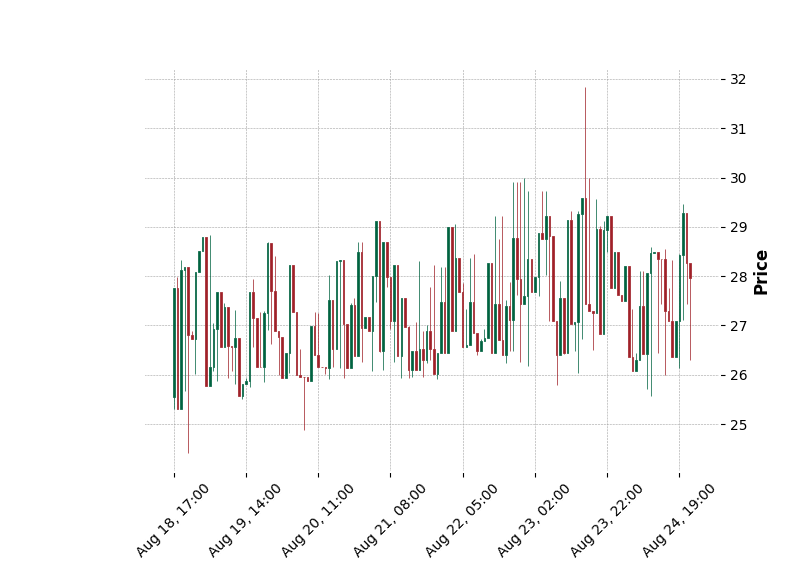 32
31
30
29
28
27
26
25
Price
Aug 18, 17:00
Aug 19, 14:00
Aug 20, 11:00
Aug 21, 08:00
Aug 22, 05:00
Aug 23, 02:00
Aug 23, 22:00
Aug 24, 19:00